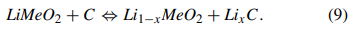 LiMeO₂ + C ⇔ Li₁₋ₓMeO₂ + LiₓC. (9)